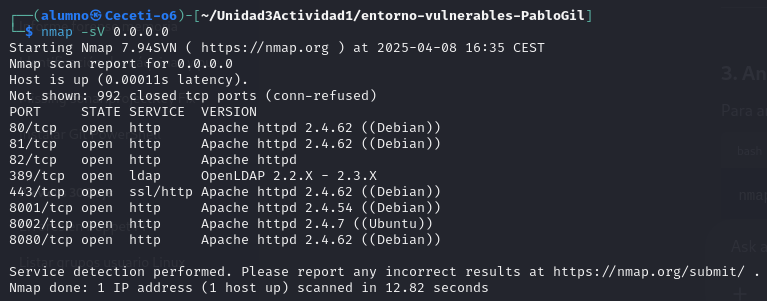 ┌──(alumno㉿Ceceti-o6)-[~/Unidad3Actividad1/entorno-vulnerables-PabloGil]
└─$ nmap -sV 0.0.0.0
Starting Nmap 7.94SVN ( https://nmap.org ) at 2025-04-08 16:35 CEST
Nmap scan report for 0.0.0.0
Host is up (0.00011s latency).
Not shown: 992 closed tcp ports (conn-refused)
PORT     STATE SERVICE  VERSION
80/tcp   open  http     Apache httpd 2.4.62 ((Debian))
81/tcp   open  http     Apache httpd 2.4.62 ((Debian))
82/tcp   open  http     Apache httpd
389/tcp  open  ldap     OpenLDAP 2.2.X - 2.3.X
443/tcp  open  ssl/http Apache httpd 2.4.62 ((Debian))
8001/tcp open  http     Apache httpd 2.4.54 ((Debian))
8002/tcp open  http     Apache httpd 2.4.7 ((Ubuntu))
8080/tcp open  http     Apache httpd 2.4.62 ((Debian))
Listar grupos usuario Linux
Service detection performed. Please report any incorrect results at https://nmap.org/submit/ .
Nmap done: 1 IP address (1 host up) scanned in 12.82 seconds
3. An
Para a
bash
nma
Ask a